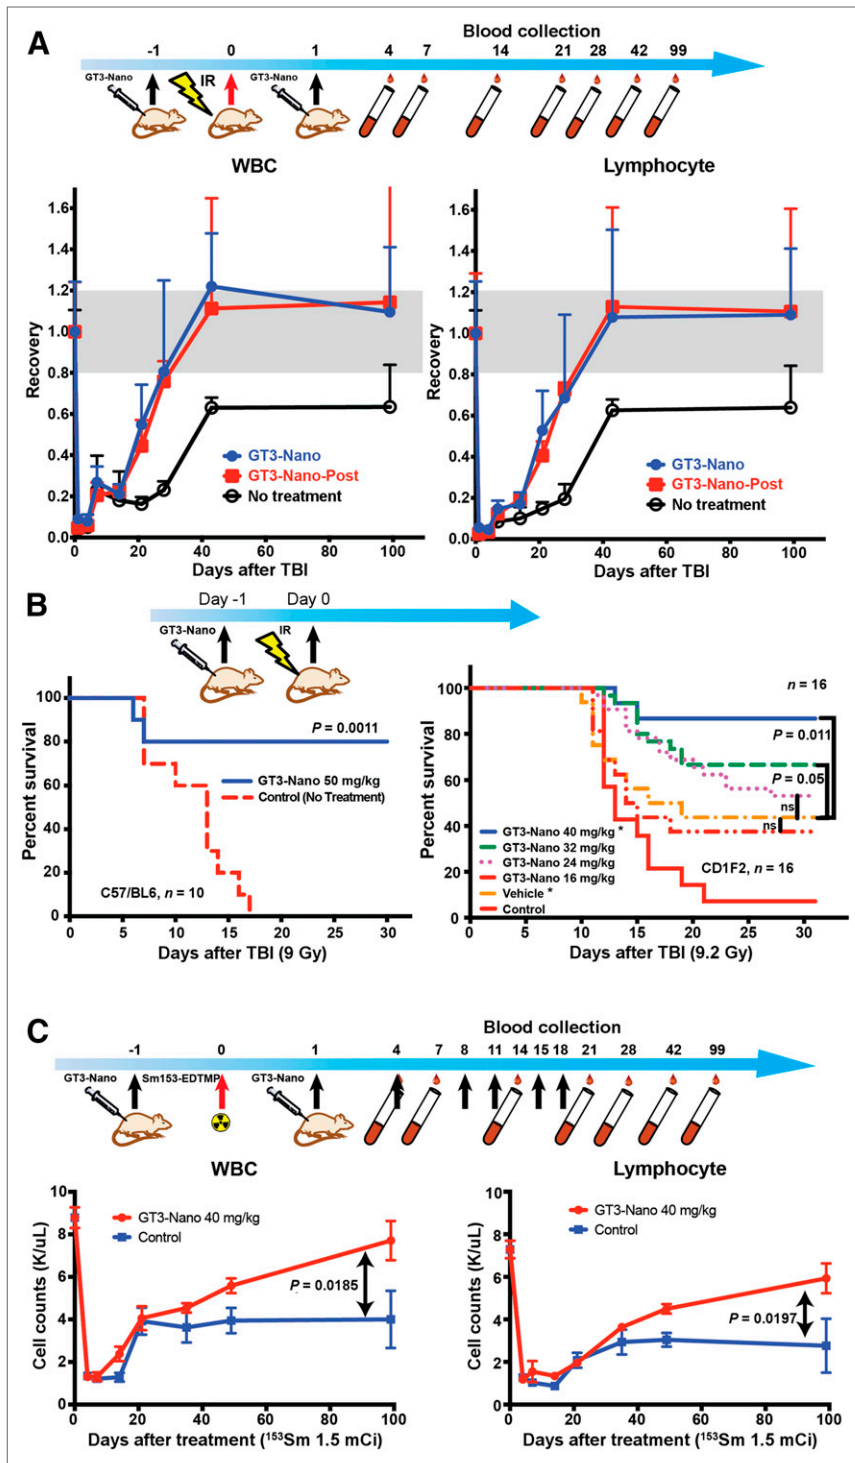 A
Blood collection
-1 0 1 4 7 14 21 28 42 99
GT3-Nano IR GT3-Nano
WBC
Recovery
1.6
1.4
1.2
1.0
0.8
0.6
0.4
0.2
0.0
GT3-Nano
GT3-Nano-Post
No treatment
0 20 40 60 80 100
Days after TBI
Lymphocyte
Recovery
1.6
1.4
1.2
1.0
0.8
0.6
0.4
0.2
0.0
GT3-Nano
GT3-Nano-Post
No treatment
0 20 40 60 80 100
Days after TBI
B
Day -1 Day 0
GT3-Nano IR
Percent survival
100
80
60
40
20
0
P = 0.0011
GT3-Nano 50 mg/kg
Control (No Treatment)
C57/BL6, n = 10
0 5 10 15 20 25 30
Days after TBI (9 Gy)
Percent survival
100
80
60
40
20
0
n = 16
P = 0.011
P = 0.05
ns
ns
GT3-Nano 40 mg/kg *
GT3-Nano 32 mg/kg
GT3-Nano 24 mg/kg
GT3-Nano 16 mg/kg
Vehicle *
Control
CD1F2, n = 16
0 5 10 15 20 25 30
Days after TBI (9.2 Gy)
C
Blood collection
-1 0 1 4 7 8 11 14 15 18 21 28 42 99
GT3-Nano Sm153-EDTMP GT3-Nano
WBC
Cell counts (K/uL)
10
8
6
4
2
0
GT3-Nano 40 mg/kg
Control
P = 0.0185
0 20 40 60 80 100
Days after treatment (¹⁵³Sm 1.5 mCi)
Lymphocyte
Cell counts (K/uL)
10
8
6
4
2
0
GT3-Nano 40 mg/kg
Control
P = 0.0197
0 20 40 60 80 100
Days after treatment (¹⁵³Sm 1.5 mCi)